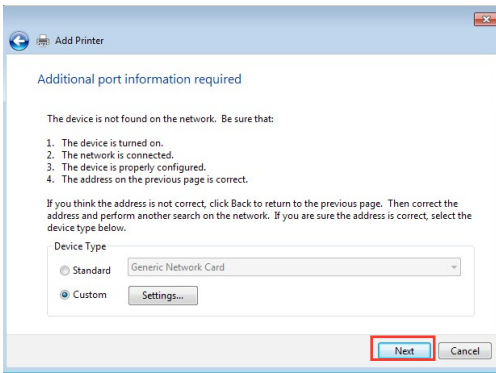 Add Printer
Additional port information required
The device is not found on the network.  Be sure that:
1.  The device is turned on.
2.  The network is connected.
3.  The device is properly configured.
4.  The address on the previous page is correct.
If you think the address is not correct, click Back to return to the previous page.  Then correct the
address and perform another search on the network.  If you are sure the address is correct, select the
device type below.
Device Type
Standard
Generic Network Card
Custom
Settings...
Next
Cancel